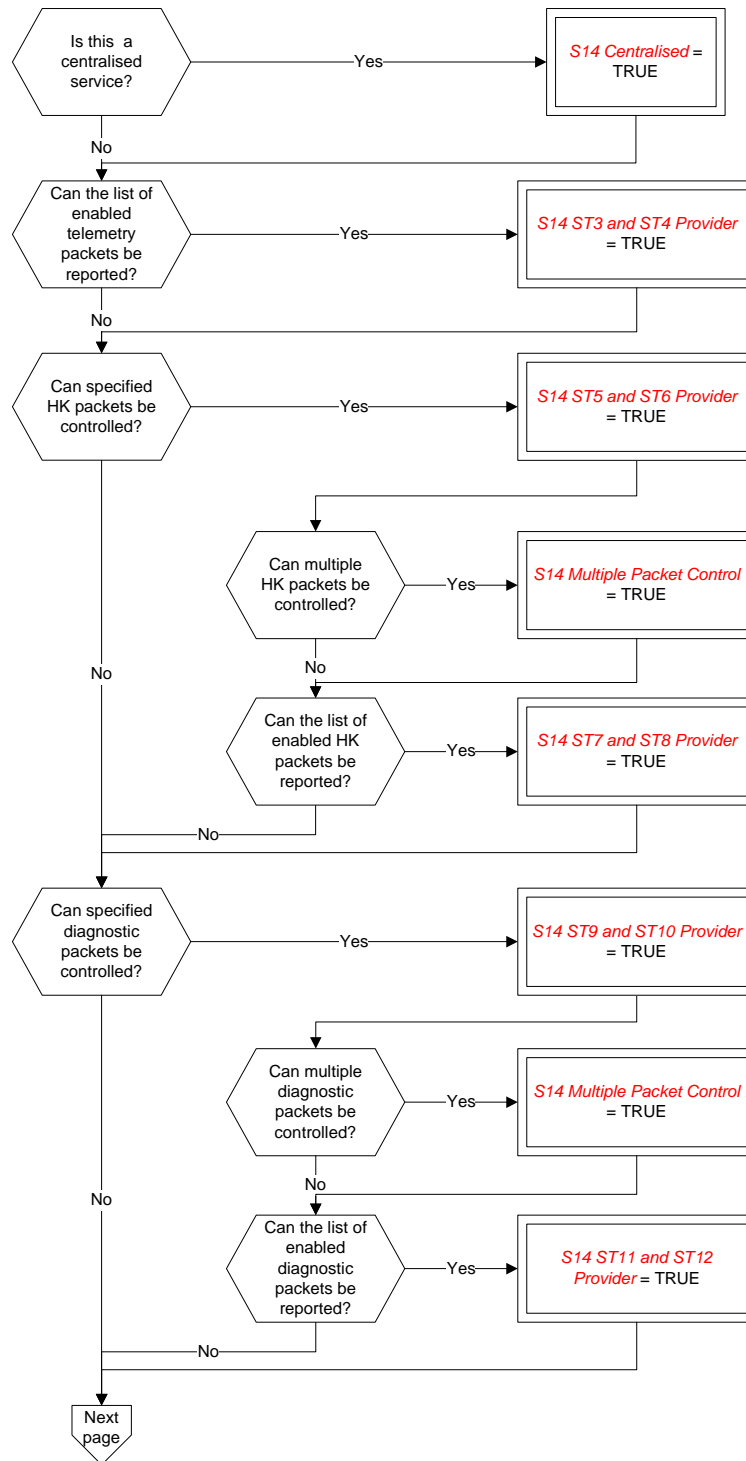 Is this a
centralised
service?
Yes
S14 Centralised =
TRUE
No
Can the list of
enabled
telemetry
packets be
reported?
Yes
S14 ST3 and ST4 Provider
= TRUE
No
Can specified
HK packets be
controlled?
Yes
S14 ST5 and ST6 Provider
= TRUE
Can multiple
HK packets be
controlled?
Yes
S14 Multiple Packet Control
= TRUE
No
No
Can the list of
enabled HK
packets be
reported?
Yes
S14 ST7 and ST8 Provider
= TRUE
No
Can specified
diagnostic
packets be
controlled?
Yes
S14 ST9 and ST10 Provider
= TRUE
Can multiple
diagnostic
packets be
controlled?
Yes
S14 Multiple Packet Control
= TRUE
No
No
Can the list of
enabled
diagnostic
packets be
reported?
Yes
S14 ST11 and ST12
Provider = TRUE
No
Next
page